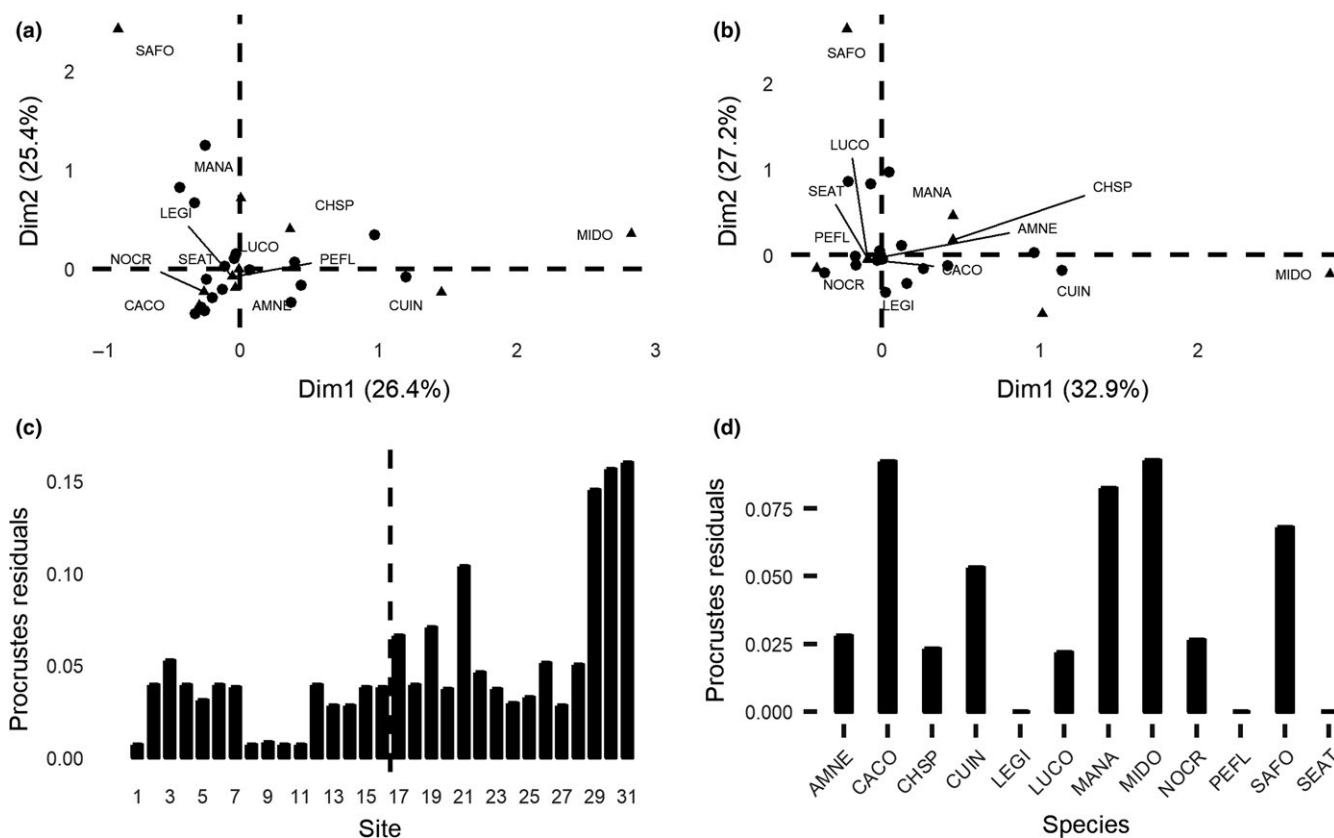 (a)
SAFO
2
MANA
1
LEGI
CHSP
MIDO
NOCR
SEAT
LUCO
PEFL
0
CACO
AMNE
CUIN
−1
0
1
2
3
Dim1 (26.4%)
Dim2 (25.4%)
(b)
SAFO
2
LUCO
SEAT
MANA
CHSP
1
PEFL
AMNE
0
NOCR
CACO
LEGI
CUIN
MIDO
0
1
2
Dim1 (32.9%)
Dim2 (27.2%)
(c)
0.15
0.10
0.05
0.00
Procrustes residuals
1 3 5 7 9 11 13 15 17 19 21 23 25 27 29 31
Site
(d)
0.075
0.050
0.025
0.000
Procrustes residuals
AMNE
CACO
CHSP
CUIN
LEGI
LUCO
MANA
MIDO
NOCR
PEFL
SAFO
SEAT
Species